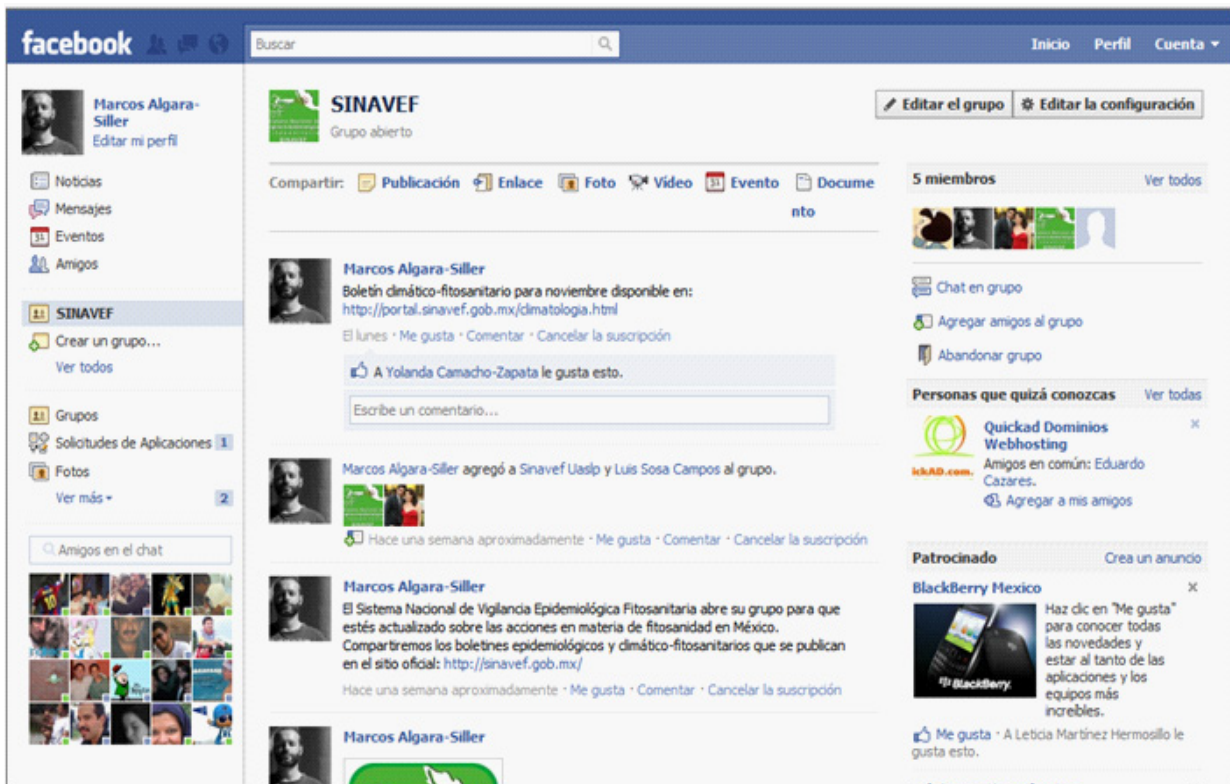 facebook
Buscar
Inicio Perfil Cuenta
Marcos Algara-
Siller
Editar mi perfil
Noticias
Mensajes
31 Eventos
Amigos
SINAVEF
Crear un grupo...
Ver todos
Grupos
Solicitudes de Aplicaciones 1
Fotos
Ver más 2
Amigos en el chat
SINAVEF
Grupo abierto
Editar el grupo
Editar la configuración
Compartir: Publicación Enlace Foto Vídeo 31 Evento Docume
nto
Marcos Algara-Siller
Boletín climático-fitosanitario para noviembre disponible en:
http://portal.sinavef.gob.mx/climatologia.html
El lunes · Me gusta · Comentar · Cancelar la suscripción
A Yolanda Camacho-Zapata le gusta esto.
Escribe un comentario...
Marcos Algara-Siller agregó a Sinavef Uaslp y Luis Sosa Campos al grupo.
Hace una semana aproximadamente · Me gusta · Comentar · Cancelar la suscripción
Marcos Algara-Siller
El Sistema Nacional de Vigilancia Epidemiológica Fitosanitaria abre su grupo para que
estés actualizado sobre las acciones en materia de fitosanidad en México.
Compartiremos los boletines epidemiológicos y climático-fitosanitarios que se publican
en el sitio oficial: http://sinavef.gob.mx/
Hace una semana aproximadamente · Me gusta · Comentar · Cancelar la suscripción
Marcos Algara-Siller
5 miembros Ver todos
Chat en grupo
Agregar amigos al grupo
Abandonar grupo
Personas que quizá conozcas Ver todas
ickAD.com.
Quickad Dominios
Webhosting
Amigos en común: Eduardo
Cazares.
Agregar a mis amigos
Patrocinado Crea un anuncio
BlackBerry Mexico
BlackBerry.
Haz clic en "Me gusta"
para conocer todas
las novedades y
estar al tanto de las
aplicaciones y los
equipos más
increíbles.
Me gusta · A Leticia Martínez Hermosillo le
gusta esto.